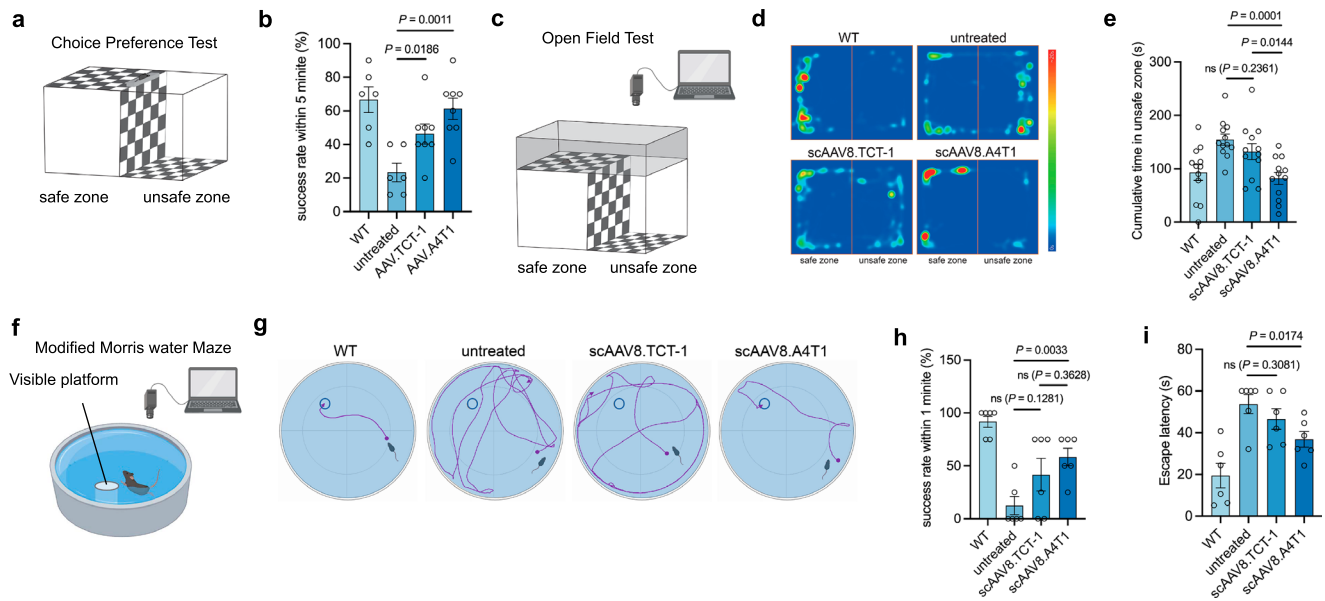 a
Choice Preference Test
safe zone
unsafe zone
b
success rate within 5 minite (%)
100
80
60
40
20
0
P = 0.0011
P = 0.0186
WT
untreated
AAV.TCT-1
AAV.A4T1
c
Open Field Test
safe zone
unsafe zone
d
WT
untreated
scAAV8.TCT-1
scAAV8.A4T1
safe zone
unsafe zone
safe zone
unsafe zone
e
Cumulative time in unsafe zone (s)
300
200
100
0
P = 0.0001
P = 0.0144
ns (P = 0.2361)
WT
untreated
scAAV8.TCT-1
scAAV8.A4T1
f
Modified Morris water Maze
Visible platform
g
WT
untreated
scAAV8.TCT-1
scAAV8.A4T1
h
success rate within 1 minite (%)
150
100
50
0
P = 0.0033
ns (P = 0.3628)
ns (P = 0.1281)
WT
untreated
scAAV8.TCT-1
scAAV8.A4T1
i
Escape latency (s)
80
60
40
20
0
P = 0.0174
ns (P = 0.3081)
WT
untreated
scAAV8.TCT-1
scAAV8.A4T1